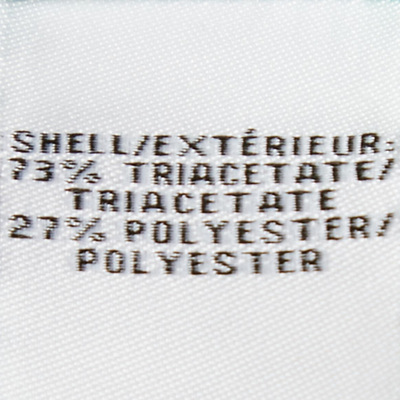 SHELL/EXTÉRIEUR:
73% TRIACETATE/
TRIACETATE
27% POLYESTER/
POLYESTER